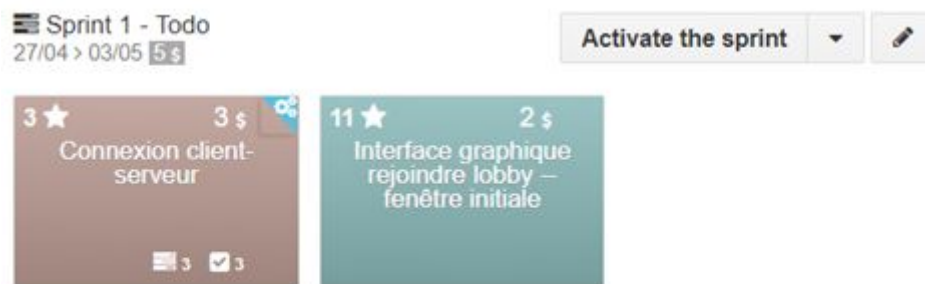 Sprint 1 - Todo
27/04 > 03/05 5 $
Activate the sprint
3 3 $
Connexion client-
serveur
3 3
11 2 $
Interface graphique
rejoindre lobby –
fenêtre initiale